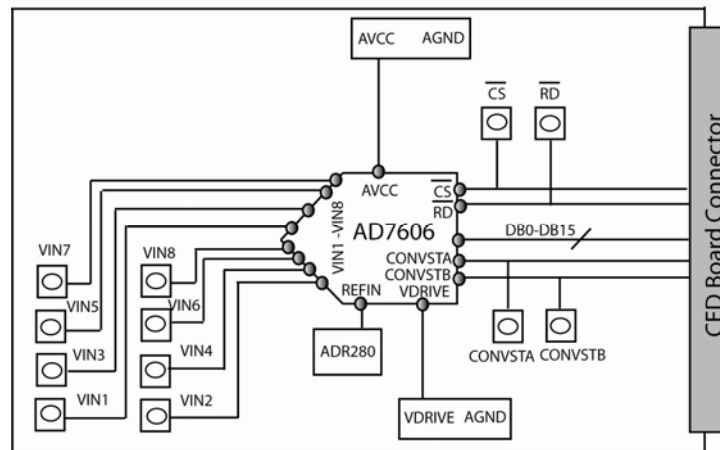 AVCC AGND
CS
RD
AVCC
CS
RD
VIN1 -VIN8
AD7606
DB0-DB15
CONVSTA
CONVSTB
REFIN
VDRIVE
VIN7
VIN8
VIN5
VIN6
VIN3
VIN4
VIN1
VIN2
ADR280
CONVSTA CONVSTB
VDRIVE AGND
CED Board Connector